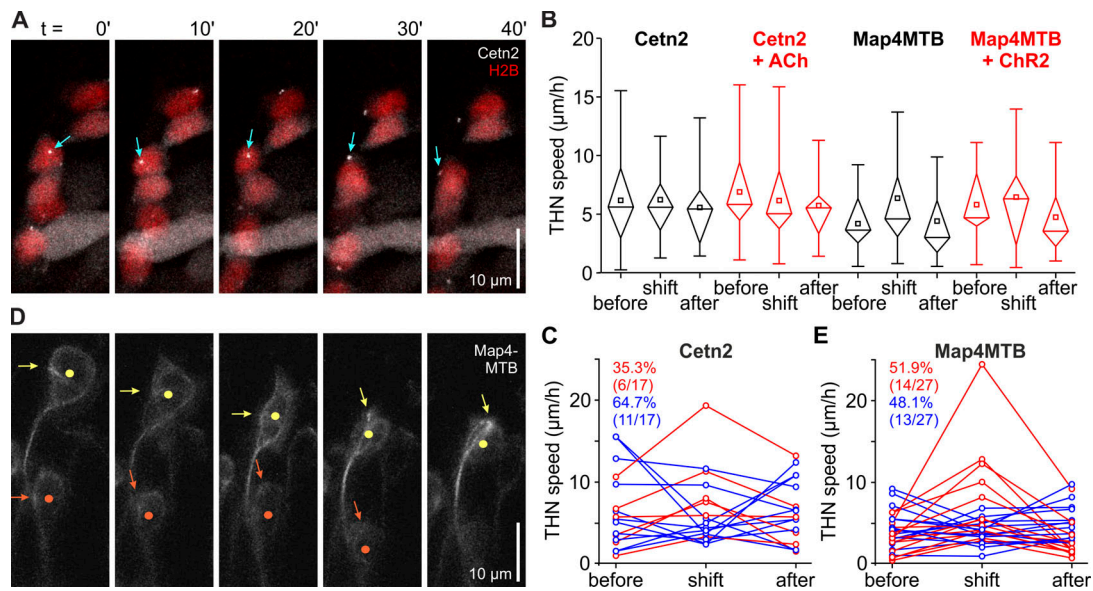 A
t = 0' 10' 20' 30' 40'
Cetn2
H2B
10 µm
B
THN speed (µm/h)
20
15
10
5
0
Cetn2
Cetn2
+ ACh
Map4MTB
Map4MTB
+ ChR2
before shift after before shift after before shift after before shift after
D
Map4-
MTB
10 µm
C
Cetn2
35.3%
(6/17)
64.7%
(11/17)
THN speed (µm/h)
20
10
0
before shift after
E
Map4MTB
51.9%
(14/27)
48.1%
(13/27)
THN speed (µm/h)
20
10
0
before shift after